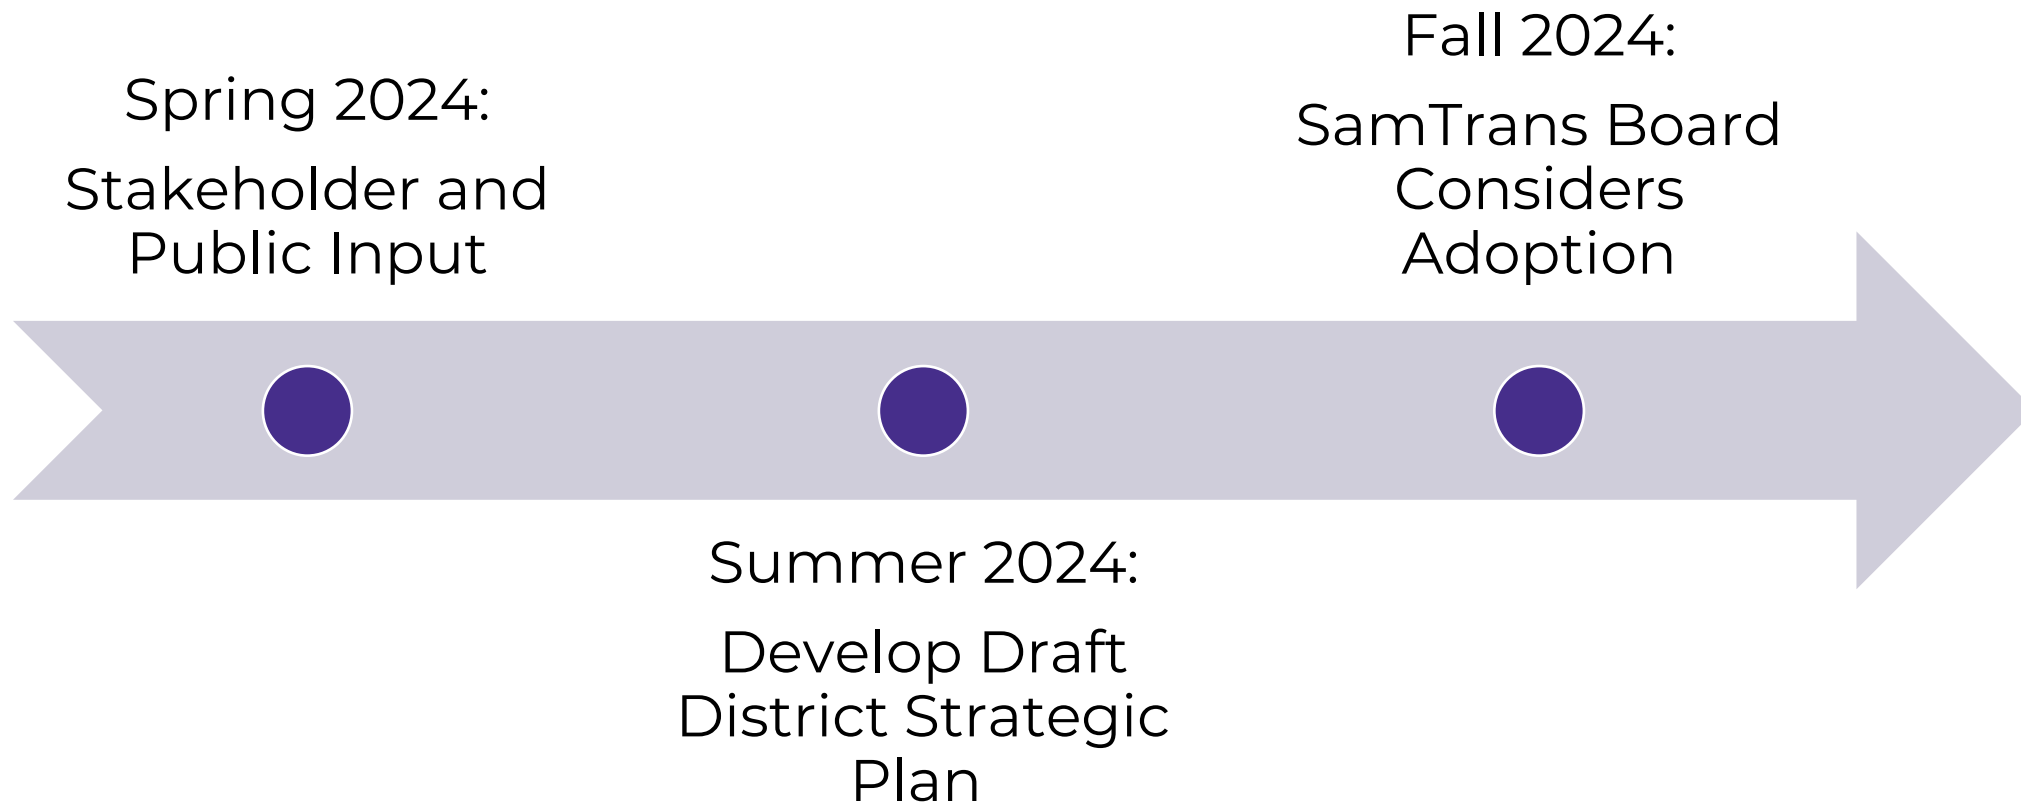 Spring 2024:
Stakeholder and
Public Input
Summer 2024:
Develop Draft
District Strategic
Plan
Fall 2024:
SamTrans Board
Considers
Adoption